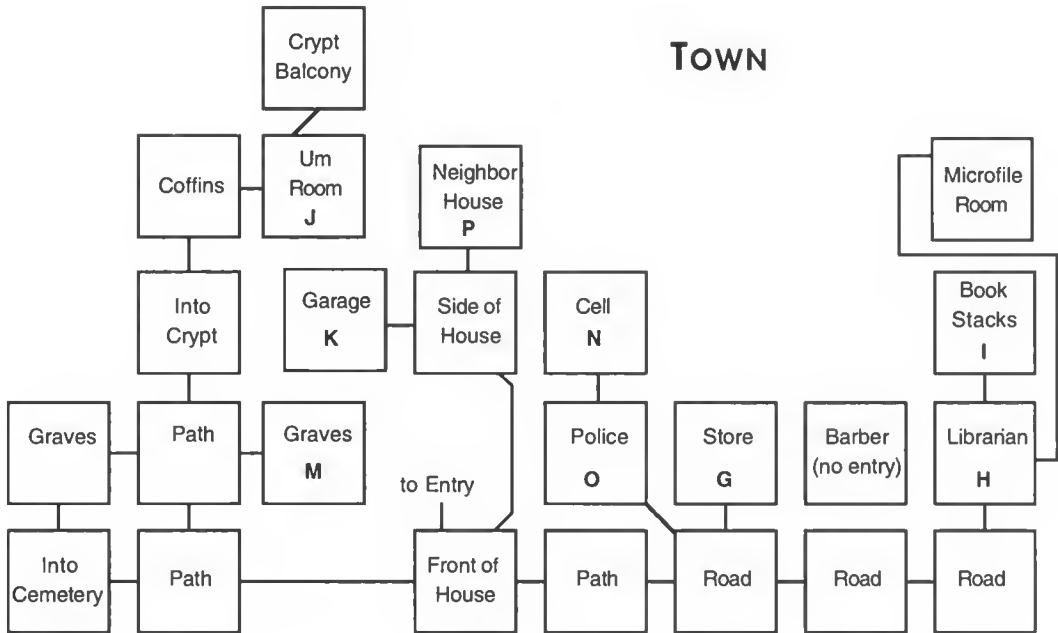 Crypt
Balcony
TOWN
Coffins
Um
Room
J
Neighbor
House
P
Microfile
Room
Into
Crypt
Garage
K
Side of
House
Cell
N
Book
Stacks
I
Graves
Path
Graves
M
to Entry
Police
O
Store
G
Barber
(no entry)
Librarian
H
Into
Cemetery
Path
Front of
House
Path
Road
Road
Road